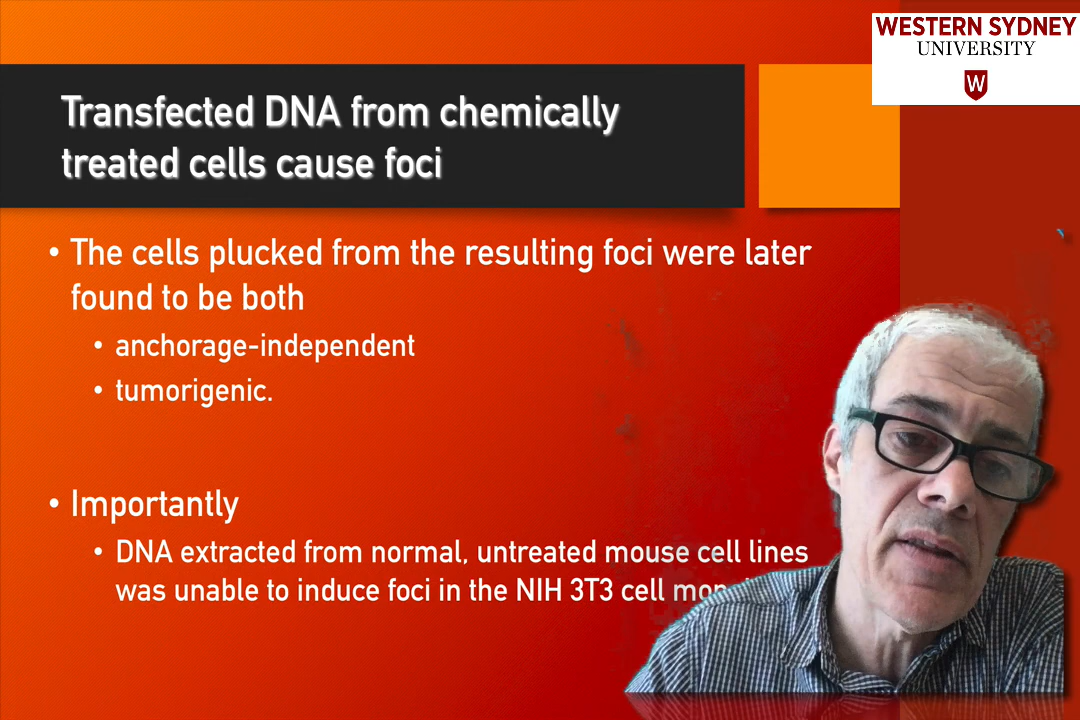 WESTERN SYDNEY
UNIVERSITY
W
Transfected DNA from chemically
treated cells cause foci
• The cells plucked from the resulting foci were later
found to be both
• anchorage-independent
• tumorigenic.
• Importantly
• DNA extracted from normal, untreated mouse cell lines
was unable to induce foci in the NIH 3T3 cell